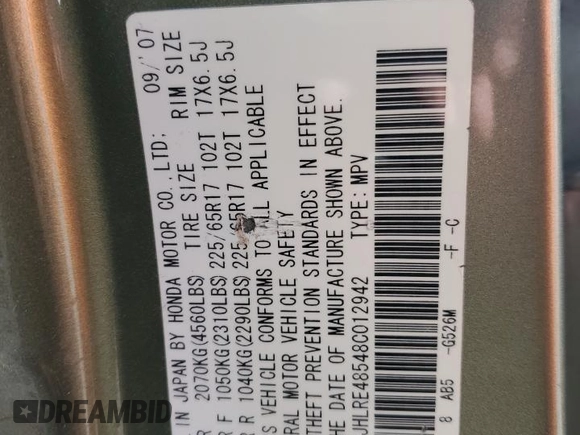 IN JAPAN BY HONDA MOTOR CO.,LTD; 09/'07
R 2070KG(4560LBS) TIRE SIZE RIM SIZE
R F 1050KG(2310LBS) 225/65R17 102T 17X6.5J
R R 1040KG(2290LBS) 225/65R17 102T 17X6.5J
S VEHICLE CONFORMS TO ALL APPLICABLE
ERAL MOTOR VEHICLE SAFETY
THEFT PREVENTION STANDARDS IN EFFECT
THE DATE OF MANUFACTURE SHOWN ABOVE.
JHLRE48548C012942 TYPE: MPV
8 AB5 -G526M -F -C
DREAMBID